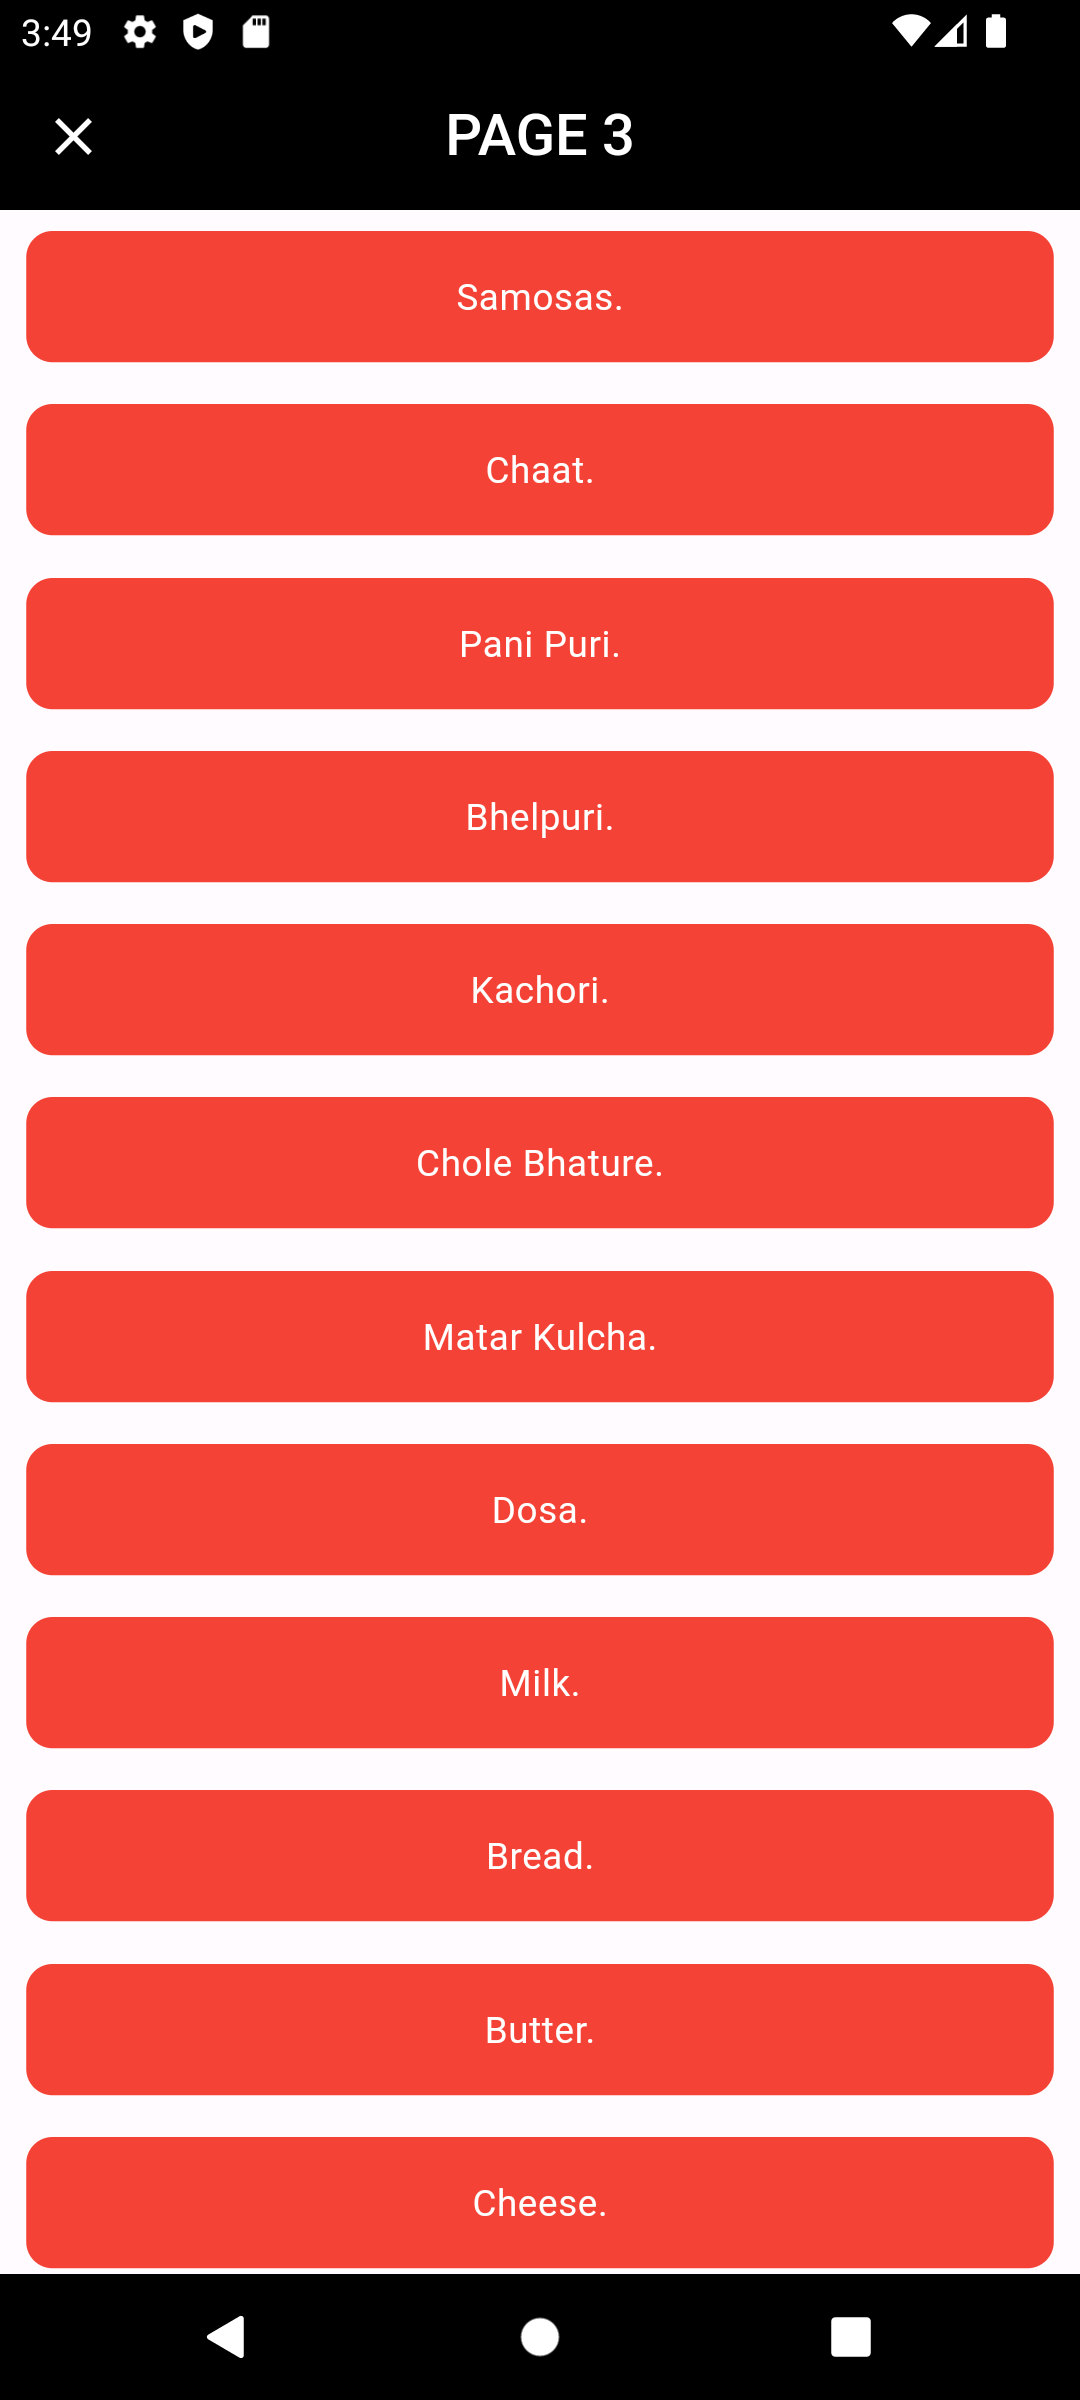 3:49
PAGE 3
Samosas.
Chaat.
Pani Puri.
Bhelpuri.
Kachori.
Chole Bhature.
Matar Kulcha.
Dosa.
Milk.
Bread.
Butter.
Cheese.